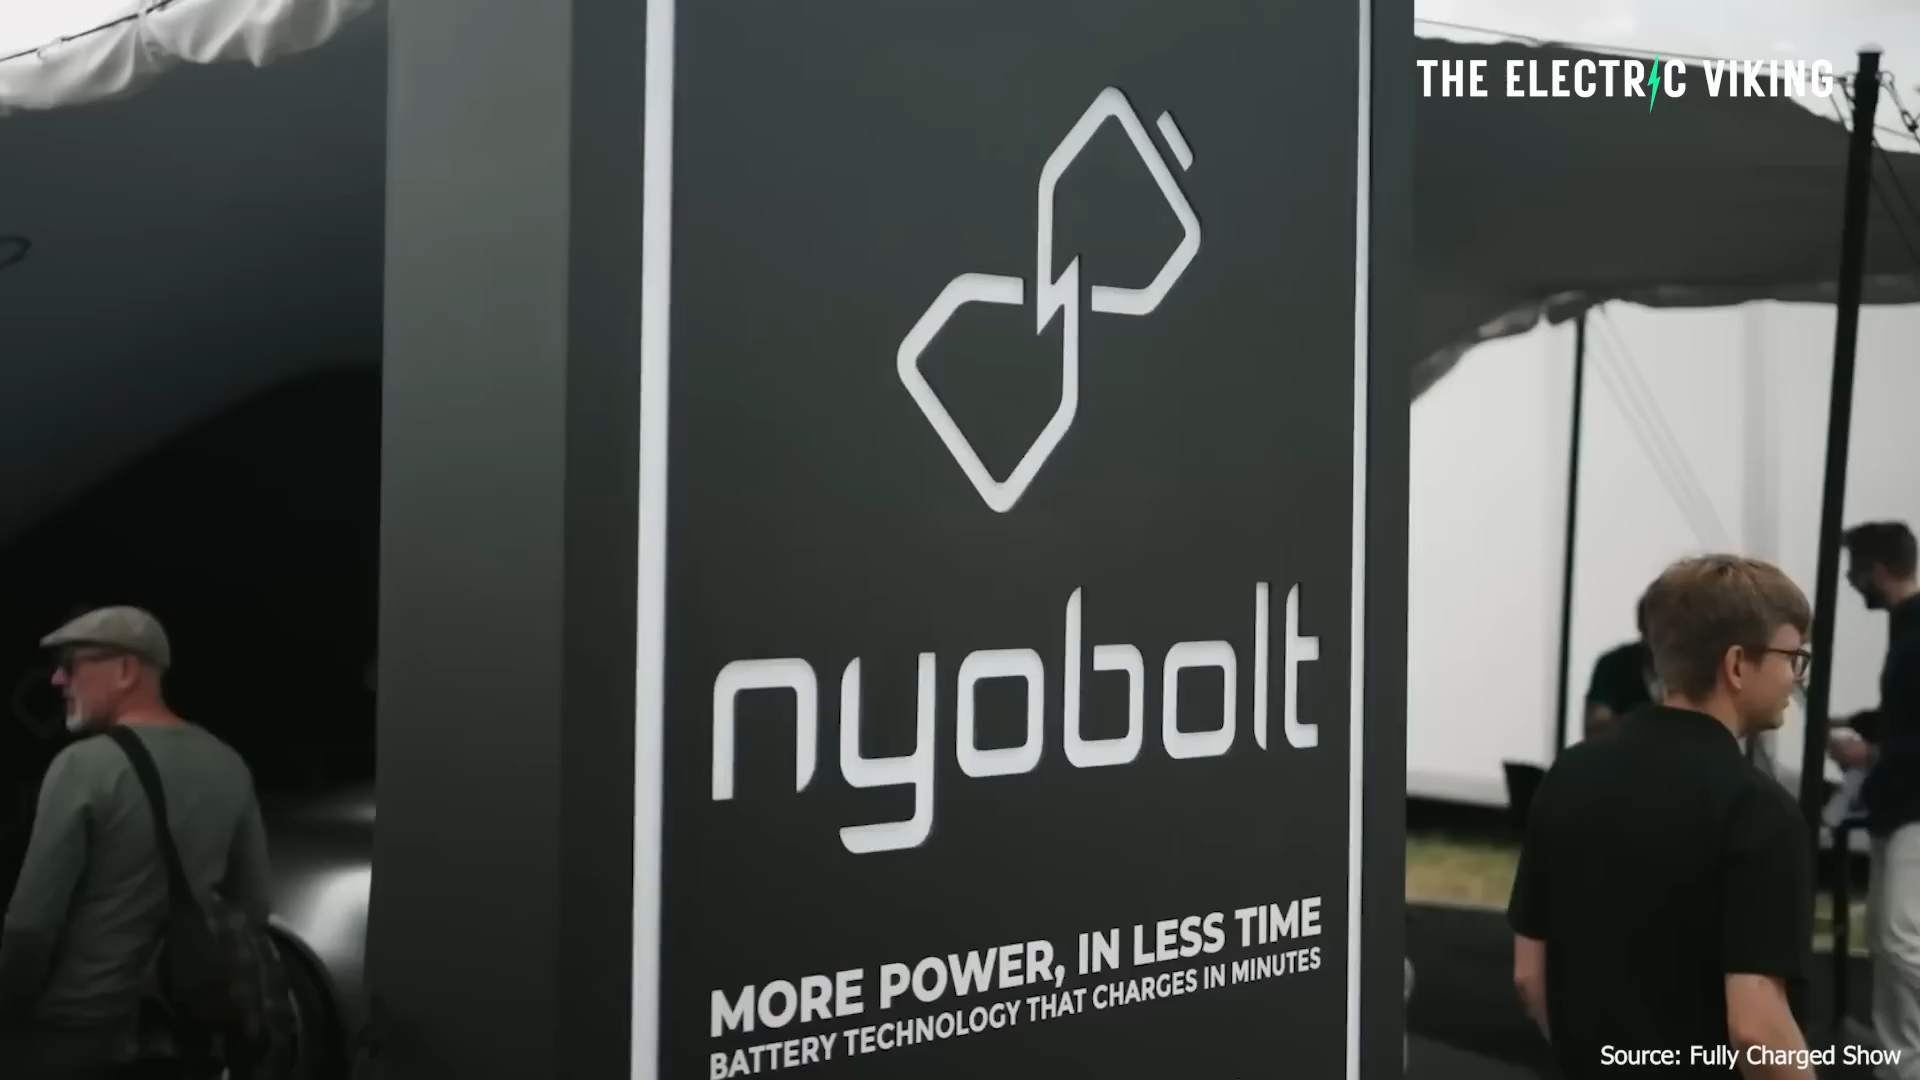 THE ELECTRIC VIKING
nyobolt
MORE POWER, IN LESS TIME
BATTERY TECHNOLOGY THAT CHARGES IN MINUTES
Source: Fully Charged Show